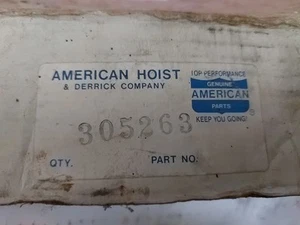 AMERICAN HOIST
& DERRICK COMPANY
TOP PERFORMANCE
GENUINE
AMERICAN
PARTS
®
KEEP YOU GOING!
305263
QTY.
PART NO.